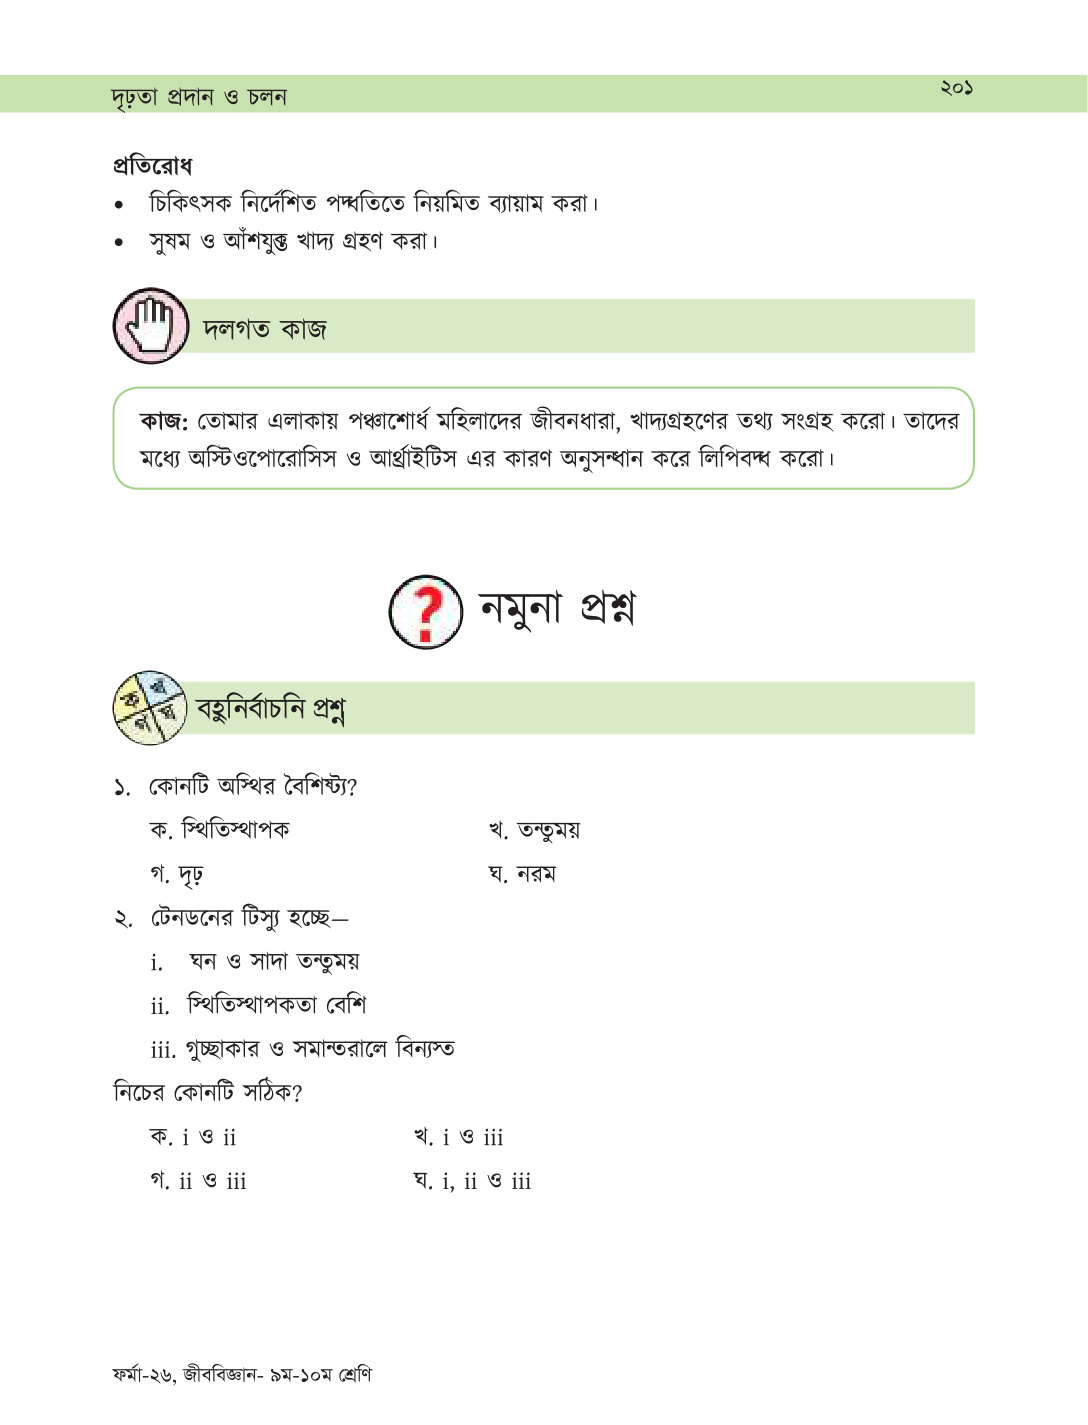 দৃঢ়তা প্রদান ও চলন ২০১
প্রতিরোধ
• চিকিৎসক নির্দেশিত পদ্ধতিতে নিয়মিত ব্যায়াম করা।
• সুষম ও আঁশযুক্ত খাদ্য গ্রহণ করা।
দলগত কাজ
কাজ: তোমার এলাকায় পঞ্চাশোর্ধ মহিলাদের জীবনধারা, খাদ্যগ্রহণের তথ্য সংগ্রহ করো। তাদের
মধ্যে অস্টিওপোরোসিস ও আর্থ্রাইটিস এর কারণ অনুসন্ধান করে লিপিবদ্ধ করো।
? নমুনা প্রশ্ন
ক খ
গ ঘ
বহুনির্বাচনি প্রশ্ন
১. কোনটি অস্থির বৈশিষ্ট্য?
ক. স্থিতিস্থাপক খ. তন্তুময়
গ. দৃঢ় ঘ. নরম
২. টেনডনের টিস্যু হচ্ছে—
i. ঘন ও সাদা তন্তুময়
ii. স্থিতিস্থাপকতা বেশি
iii. গুচ্ছাকার ও সমান্তরালে বিন্যস্ত
নিচের কোনটি সঠিক?
ক. i ও ii খ. i ও iii
গ. ii ও iii ঘ. i, ii ও iii
ফর্মা-২৬, জীববিজ্ঞান- ৯ম-১০ম শ্রেণি